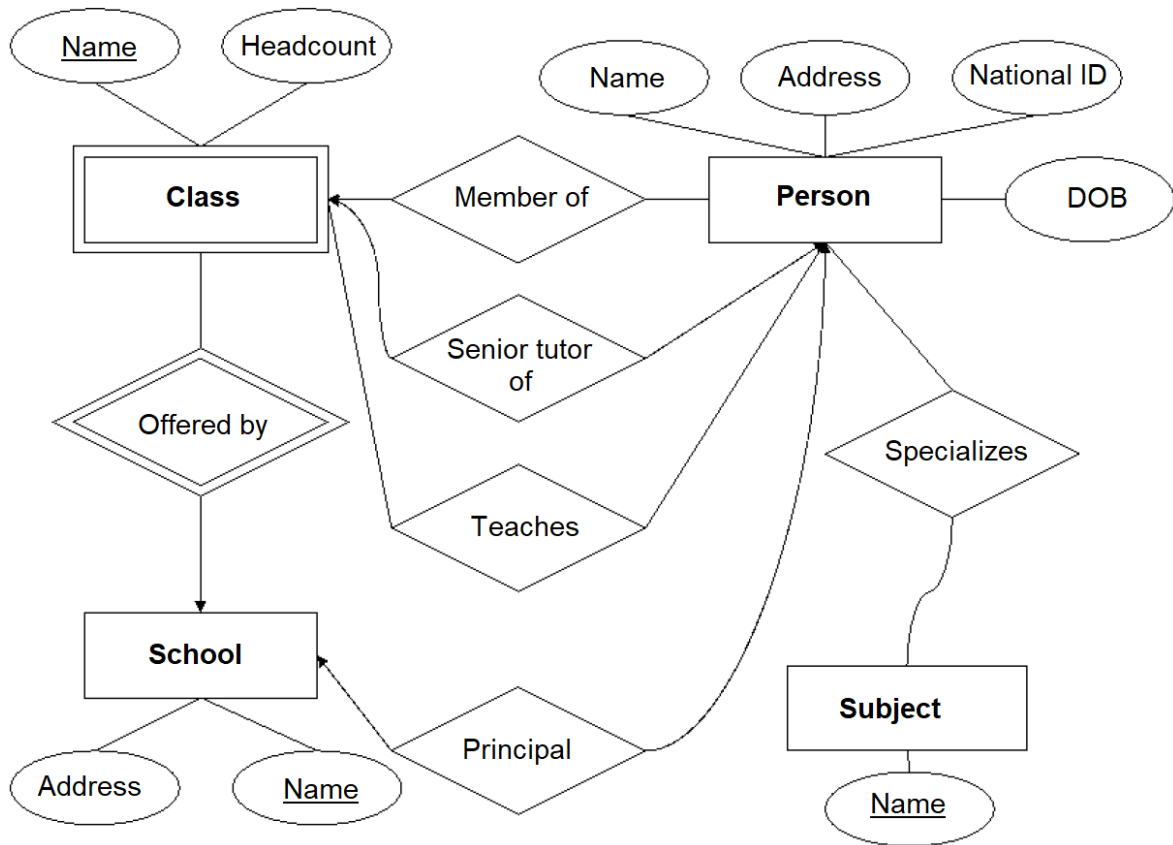 Name
Headcount
Name
Address
National ID
Class
Member of
Person
DOB
Senior tutor
of
Offered by
Specializes
Teaches
School
Subject
Principal
Address
Name
Name